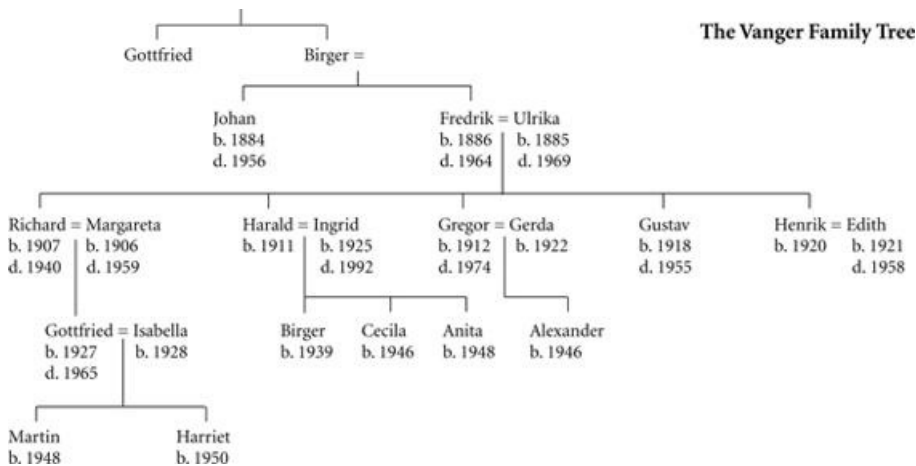 The Vanger Family Tree
Gottfried Birger =
Johan Fredrik = Ulrika
b. 1884 b. 1886 b. 1885
d. 1956 d. 1964 d. 1969
Richard = Margareta Harald = Ingrid Gregor = Gerda Gustav Henrik = Edith
b. 1907 b. 1906 b. 1911 b. 1925 b. 1912 b. 1922 b. 1918 b. 1920 b. 1921
d. 1940 d. 1959 d. 1992 d. 1974 d. 1955 d. 1958
Gottfried = Isabella Birger Cecila Anita Alexander
b. 1927 b. 1928 b. 1939 b. 1946 b. 1948 b. 1946
d. 1965
Martin Harriet
b. 1948 b. 1950